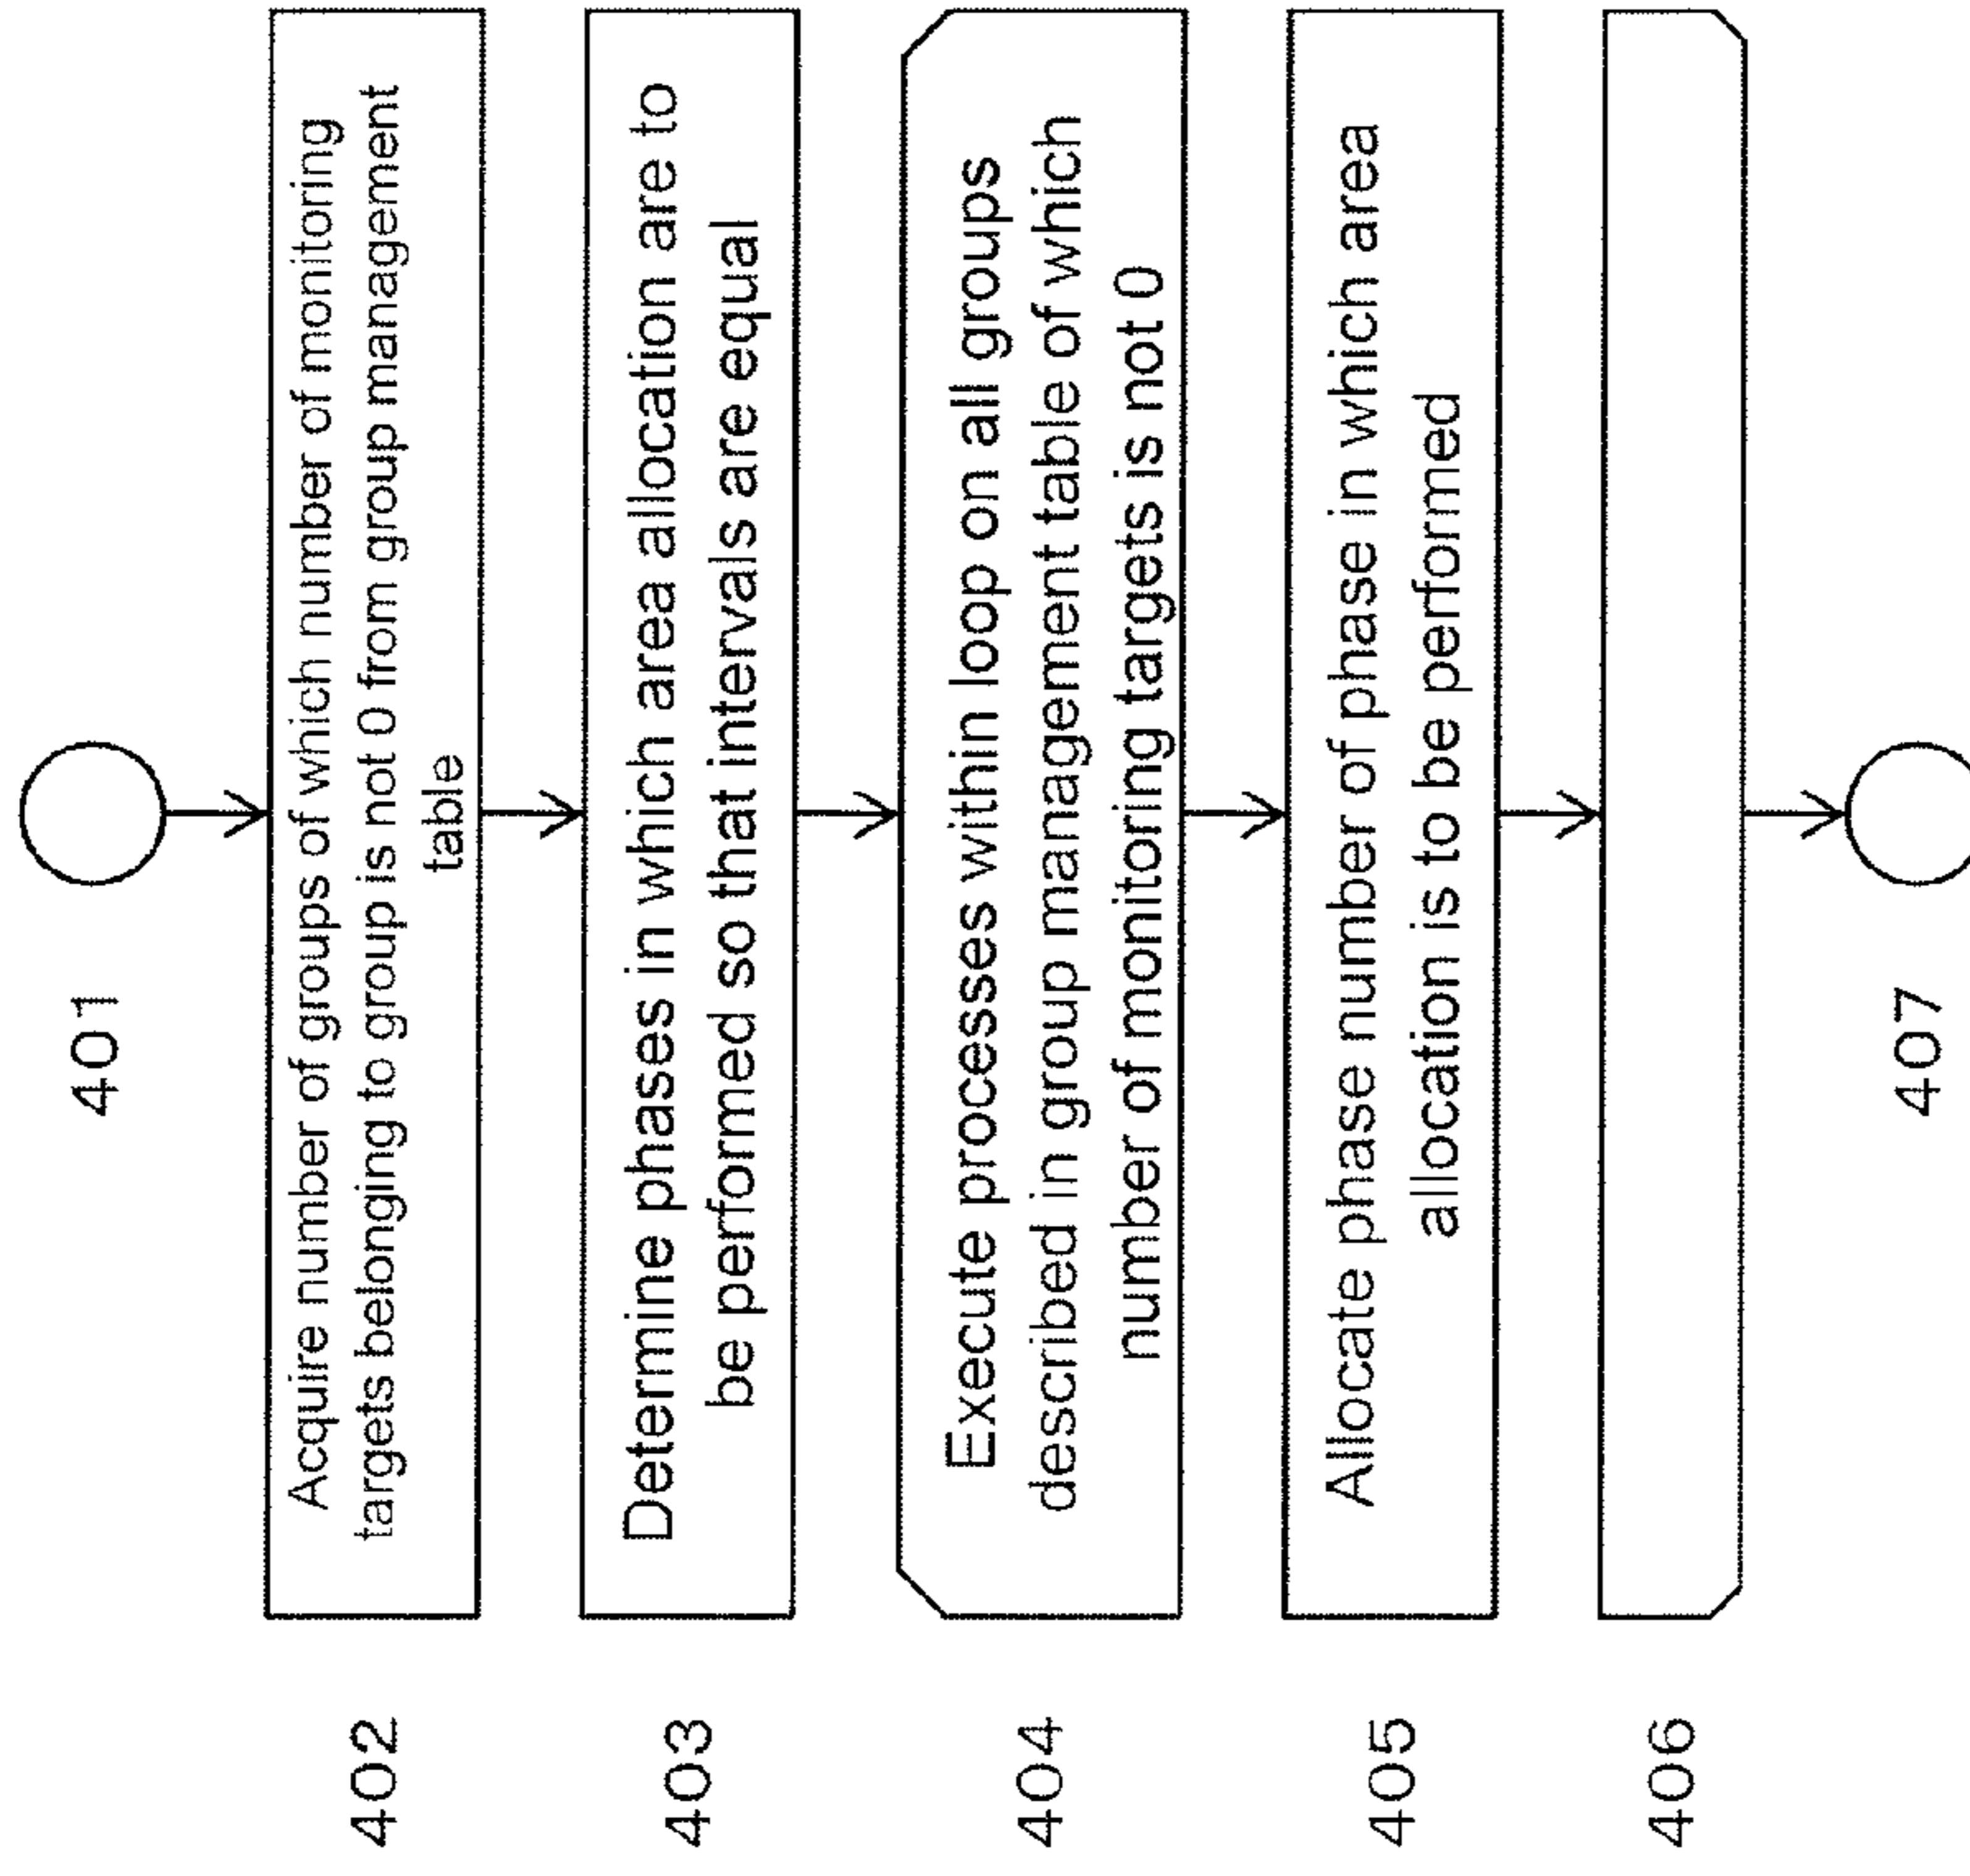 401
402
Acquire number of groups of which number of monitoring
targets belonging to group is not 0 from group management
table
403
Determine phases in which area allocation are to
be performed so that intervals are equal
404
Execute processes within loop on all groups
described in group management table of which
number of monitoring targets is not 0
405
Allocate phase number of phase in which area
allocation is to be performed
406
407